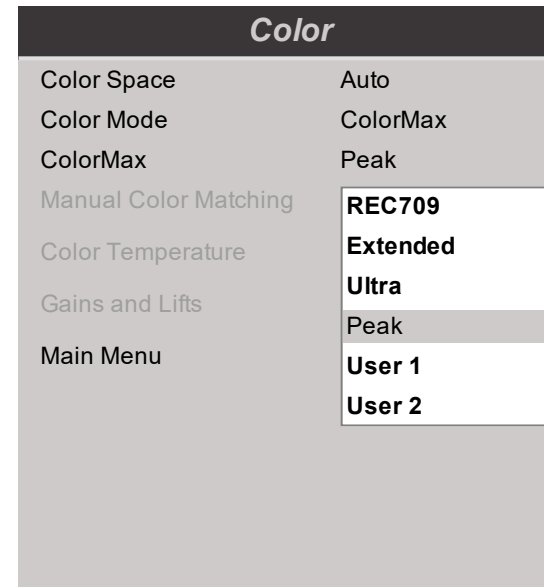 Color
Color Space Auto
Color Mode ColorMax
ColorMax Peak
Manual Color Matching
REC709
Color Temperature
Extended
Ultra
Gains and Lifts
Peak
Main Menu
User 1
User 2